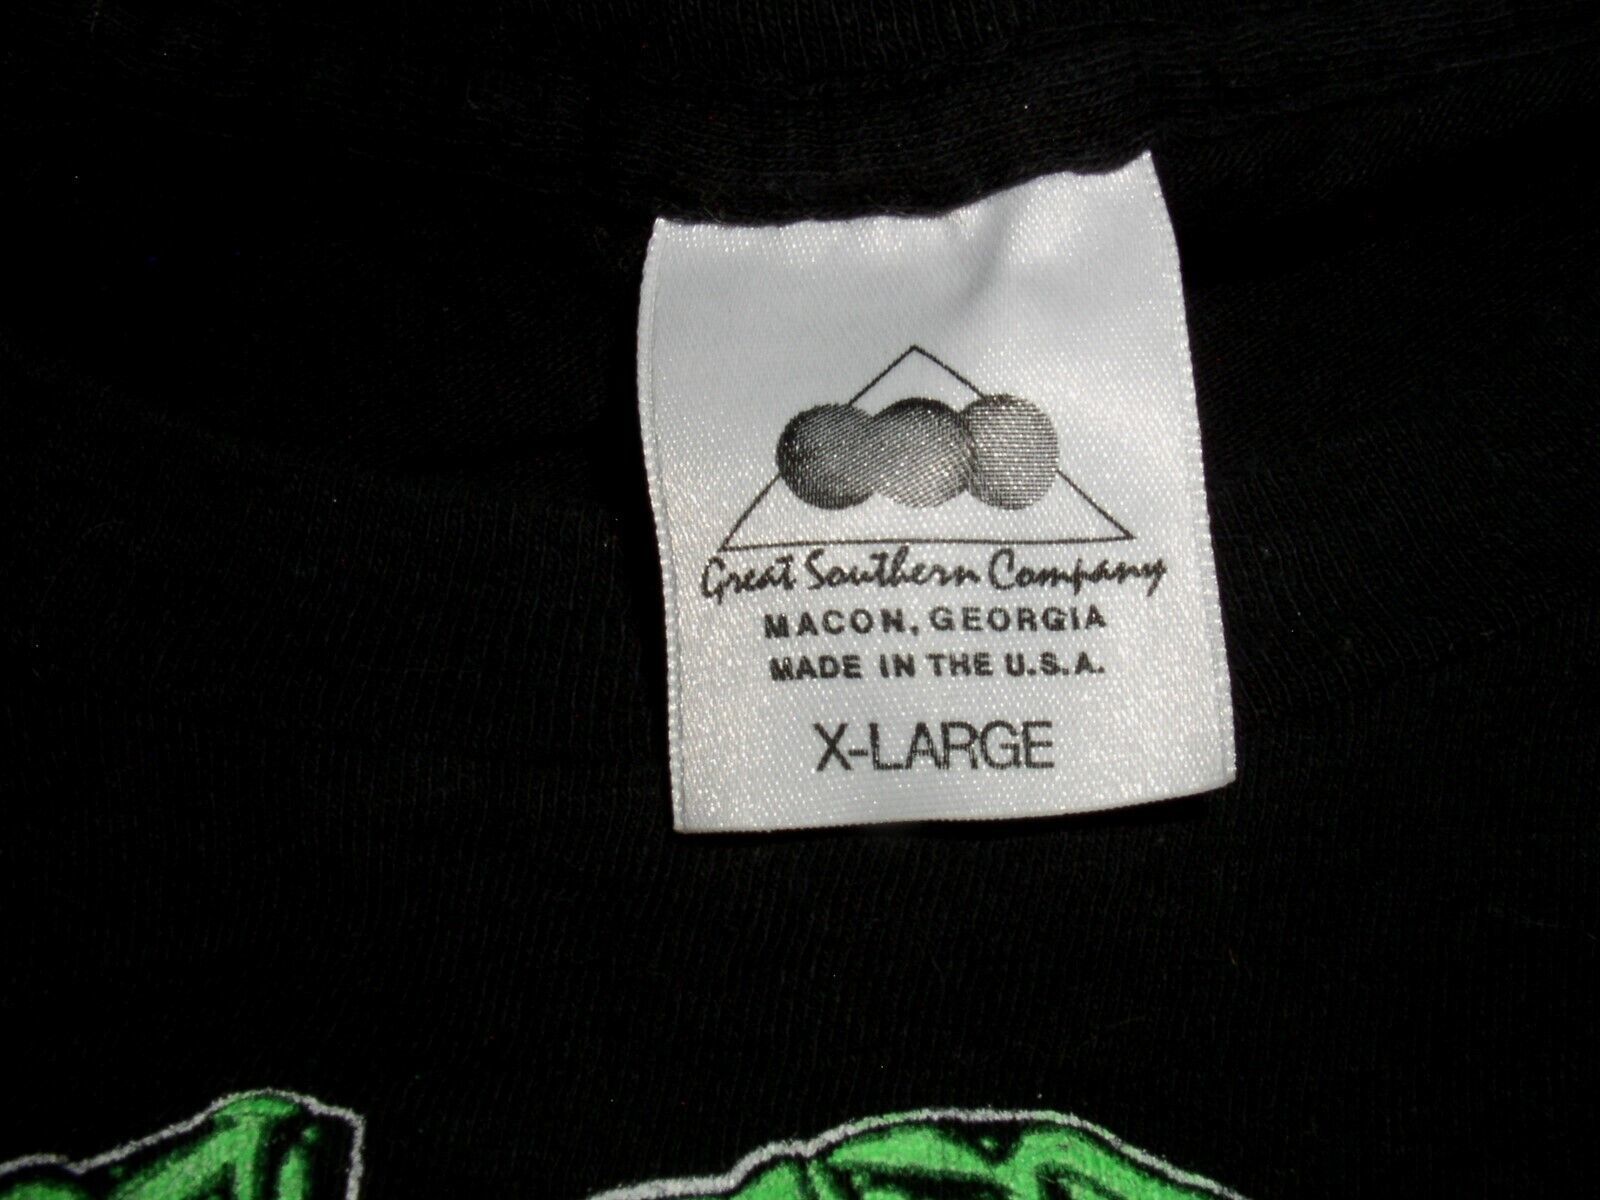 Great Southern Company
MACON, GEORGIA
MADE IN THE U.S.A.
X-LARGE